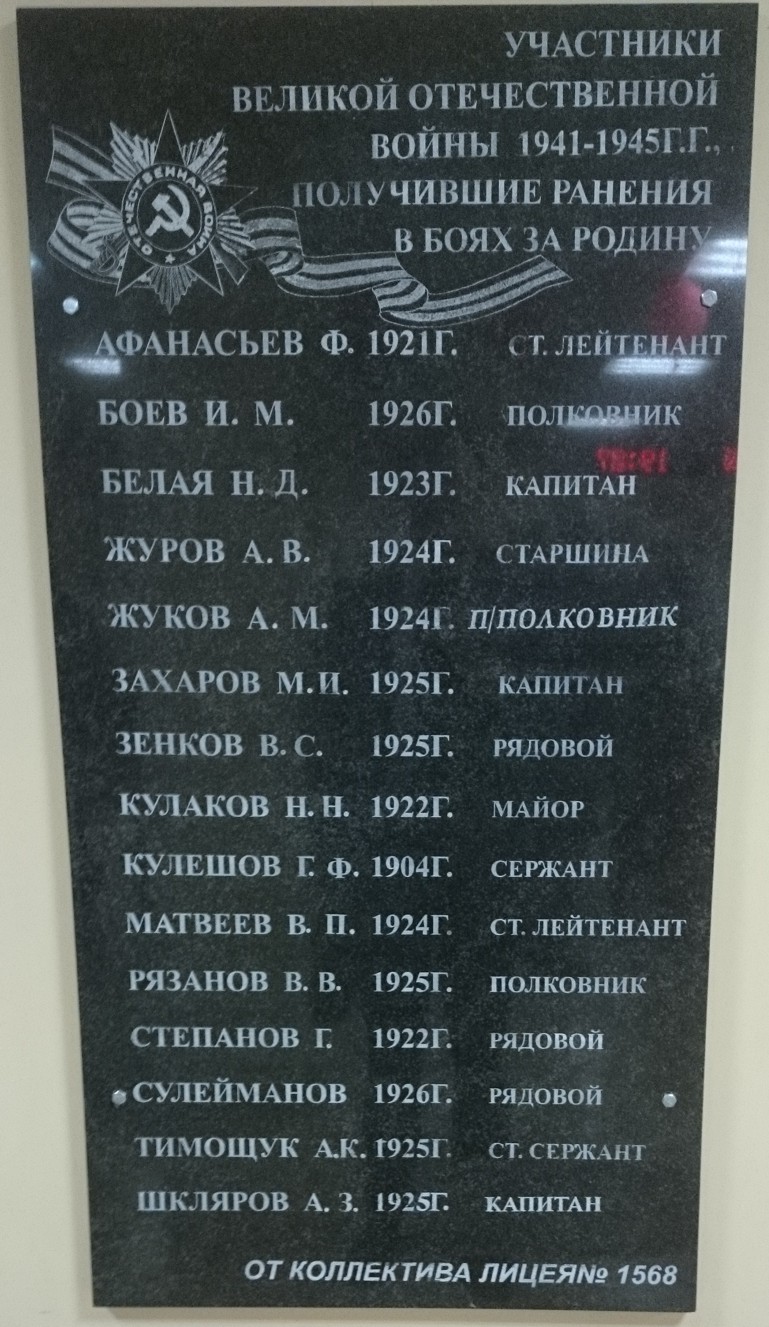 УЧАСТНИКИ
ВЕЛИКОЙ ОТЕЧЕСТВЕННОЙ
ВОЙНЫ 1941-1945Г.Г.,
ПОЛУЧИВШИЕ РАНЕНИЯ
В БОЯХ ЗА РОДИНУ
ОТЕЧЕСТВЕННАЯ ВОЙНА
АФАНАСЬЕВ Ф. 1921Г. СТ. ЛЕЙТЕНАНТ
БОЕВ И. М. 1926Г. ПОЛКОВНИК
БЕЛАЯ Н. Д. 1923Г. КАПИТАН
ЖУРОВ А. В. 1924Г. СТАРШИНА
ЖУКОВ А. М. 1924Г. П/ПОЛКОВНИК
ЗАХАРОВ М. И. 1925Г. КАПИТАН
ЗЕНКОВ В. С. 1925Г. РЯДОВОЙ
КУЛАКОВ Н. Н. 1922Г. МАЙОР
КУЛЕШОВ Г. Ф. 1904Г. СЕРЖАНТ
МАТВЕЕВ В. П. 1924Г. СТ. ЛЕЙТЕНАНТ
РЯЗАНОВ В. В. 1925Г. ПОЛКОВНИК
СТЕПАНОВ Г. 1922Г. РЯДОВОЙ
СУЛЕЙМАНОВ 1926Г. РЯДОВОЙ
ТИМОЩУК А.К. 1925Г. СТ. СЕРЖАНТ
ШКЛЯРОВ А. З. 1925Г. КАПИТАН
ОТ КОЛЛЕКТИВА ЛИЦЕЯ№ 1568